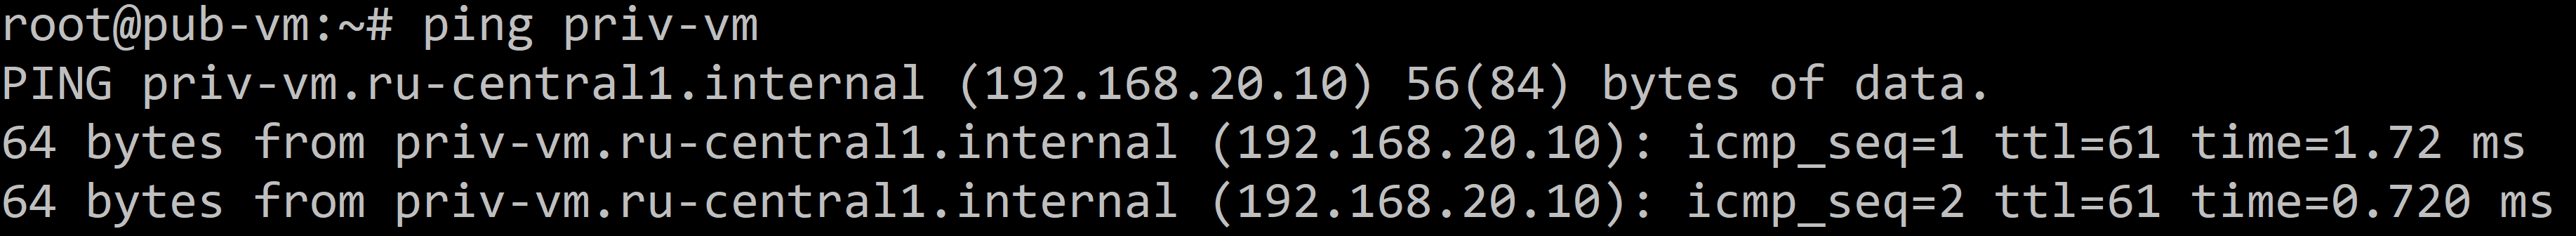 root@pub-vm:~# ping priv-vm
PING priv-vm.ru-central1.internal (192.168.20.10) 56(84) bytes of data.
64 bytes from priv-vm.ru-central1.internal (192.168.20.10): icmp_seq=1 ttl=61 time=1.72 ms
64 bytes from priv-vm.ru-central1.internal (192.168.20.10): icmp_seq=2 ttl=61 time=0.720 ms